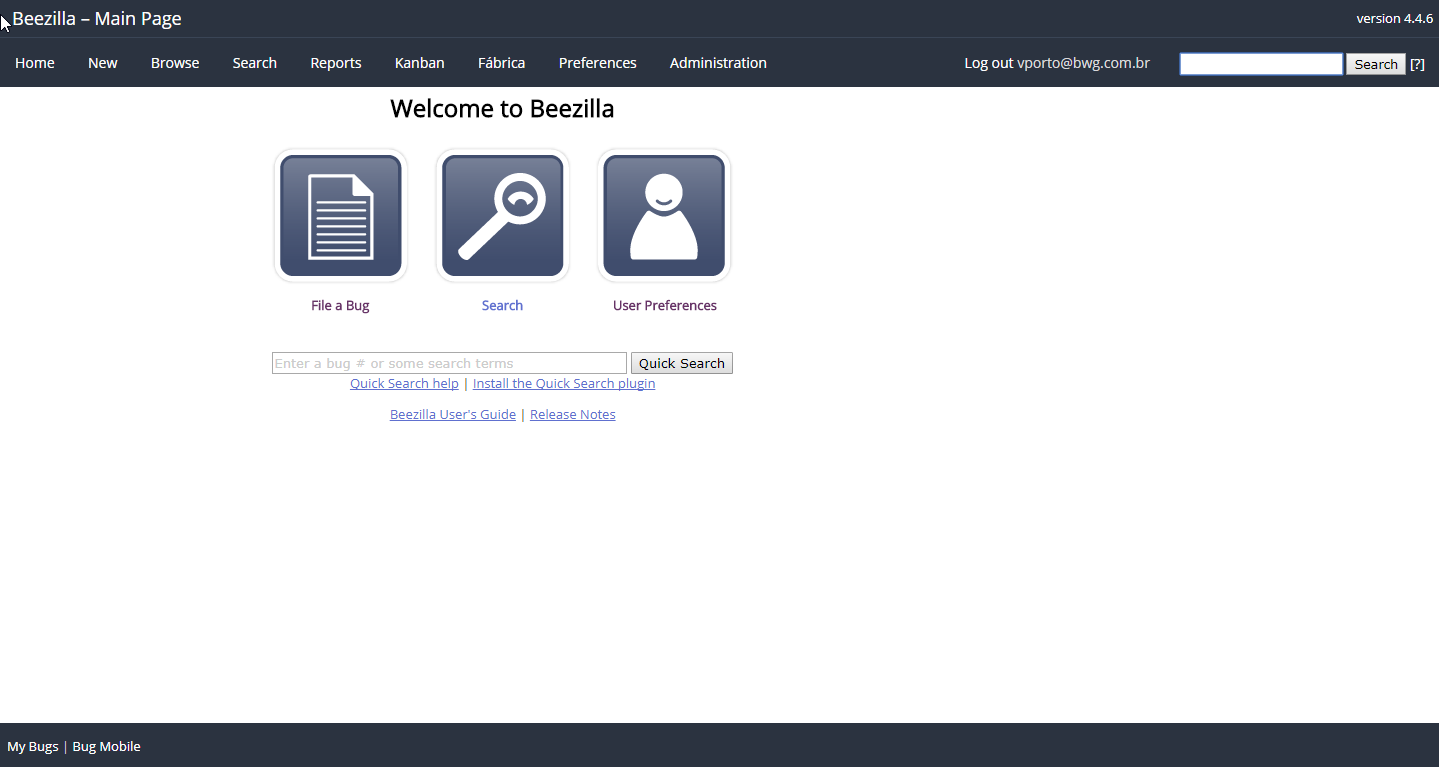 Beezilla – Main Page version 4.4.6
Home New Browse Search Reports Kanban Fábrica Preferences Administration Log out vporto@bwg.com.br Search [?]
Welcome to Beezilla
File a Bug Search User Preferences
Enter a bug # or some search terms Quick Search
Quick Search help | Install the Quick Search plugin
Beezilla User's Guide | Release Notes
My Bugs | Bug Mobile